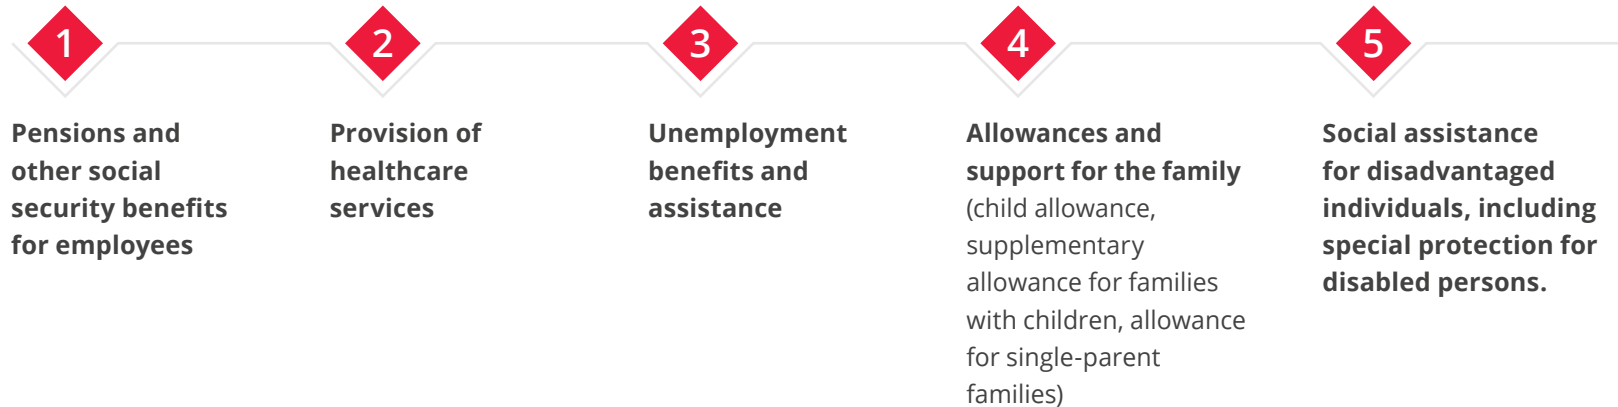 1
Pensions and
other social
security benefits
for employees
2
Provision of
healthcare
services
3
Unemployment
benefits and
assistance
4
Allowances and
support for the family
(child allowance,
supplementary
allowance for families
with children, allowance
for single-parent
families)
5
Social assistance
for disadvantaged
individuals, including
special protection for
disabled persons.